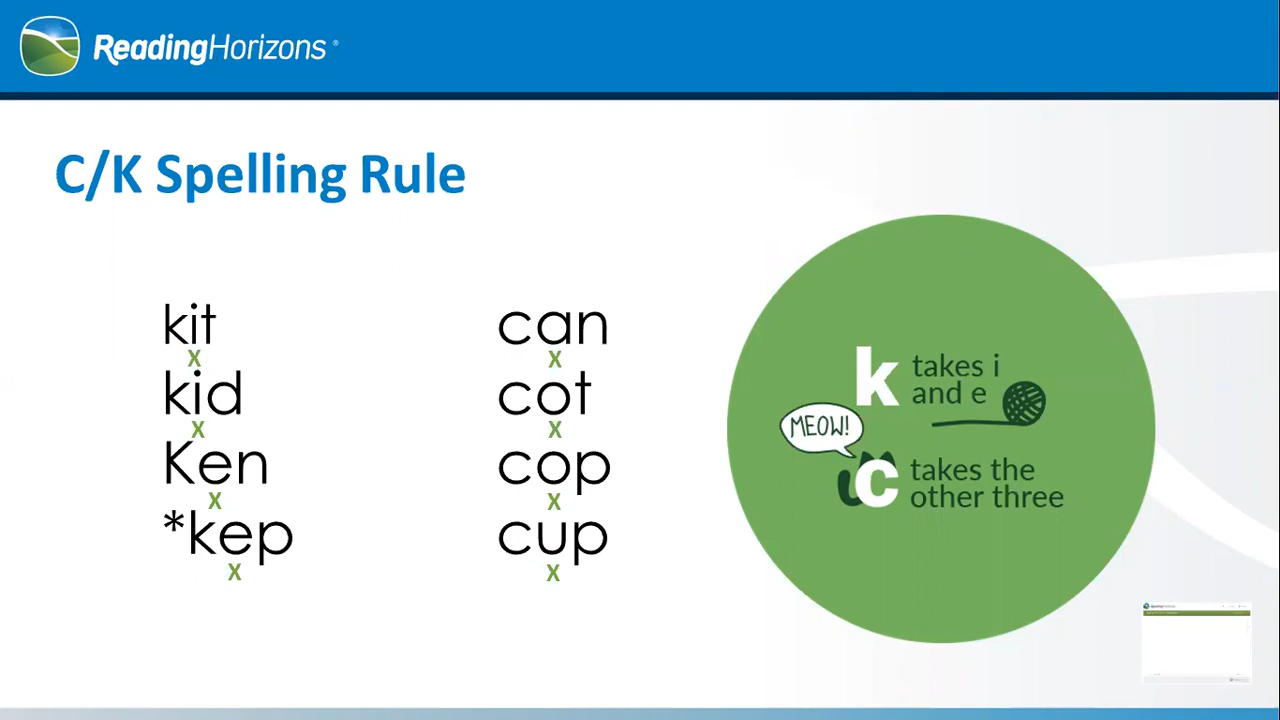 ReadingHorizons
C/K Spelling Rule
kit
x
kid
x
Ken
x
*kep
x
can
x
cot
x
cop
x
cup
x
k takes i
and e
MEOW!
c takes the
other three